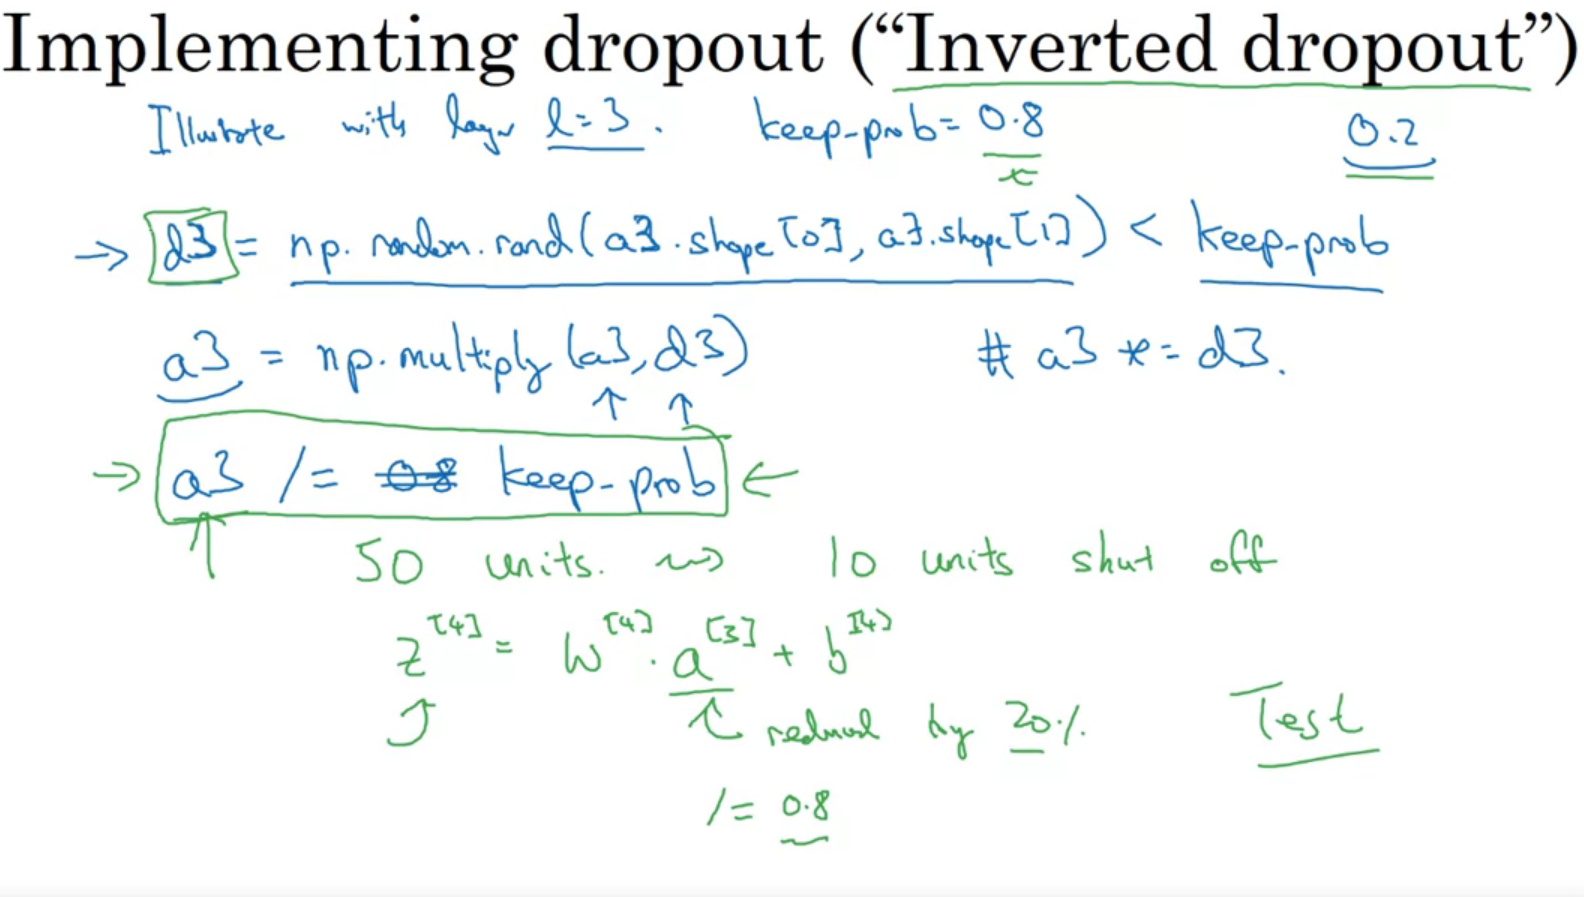 Implementing dropout (“Inverted dropout”)
Illustrate with layer l=3. keep-prob= 0.8 0.2
→ d3 = np.random.rand(a3.shape[0], a3.shape[1]) < keep-prob
a3 = np.multiply(a3, d3) # a3 *= d3.
→ a3 /= 0.8 keep-prob ←
50 units. ⇝ 10 units shut off
z^[4] = W^[4] · a^[3] + b^[4]
reduced by 20% Test
/= 0.8